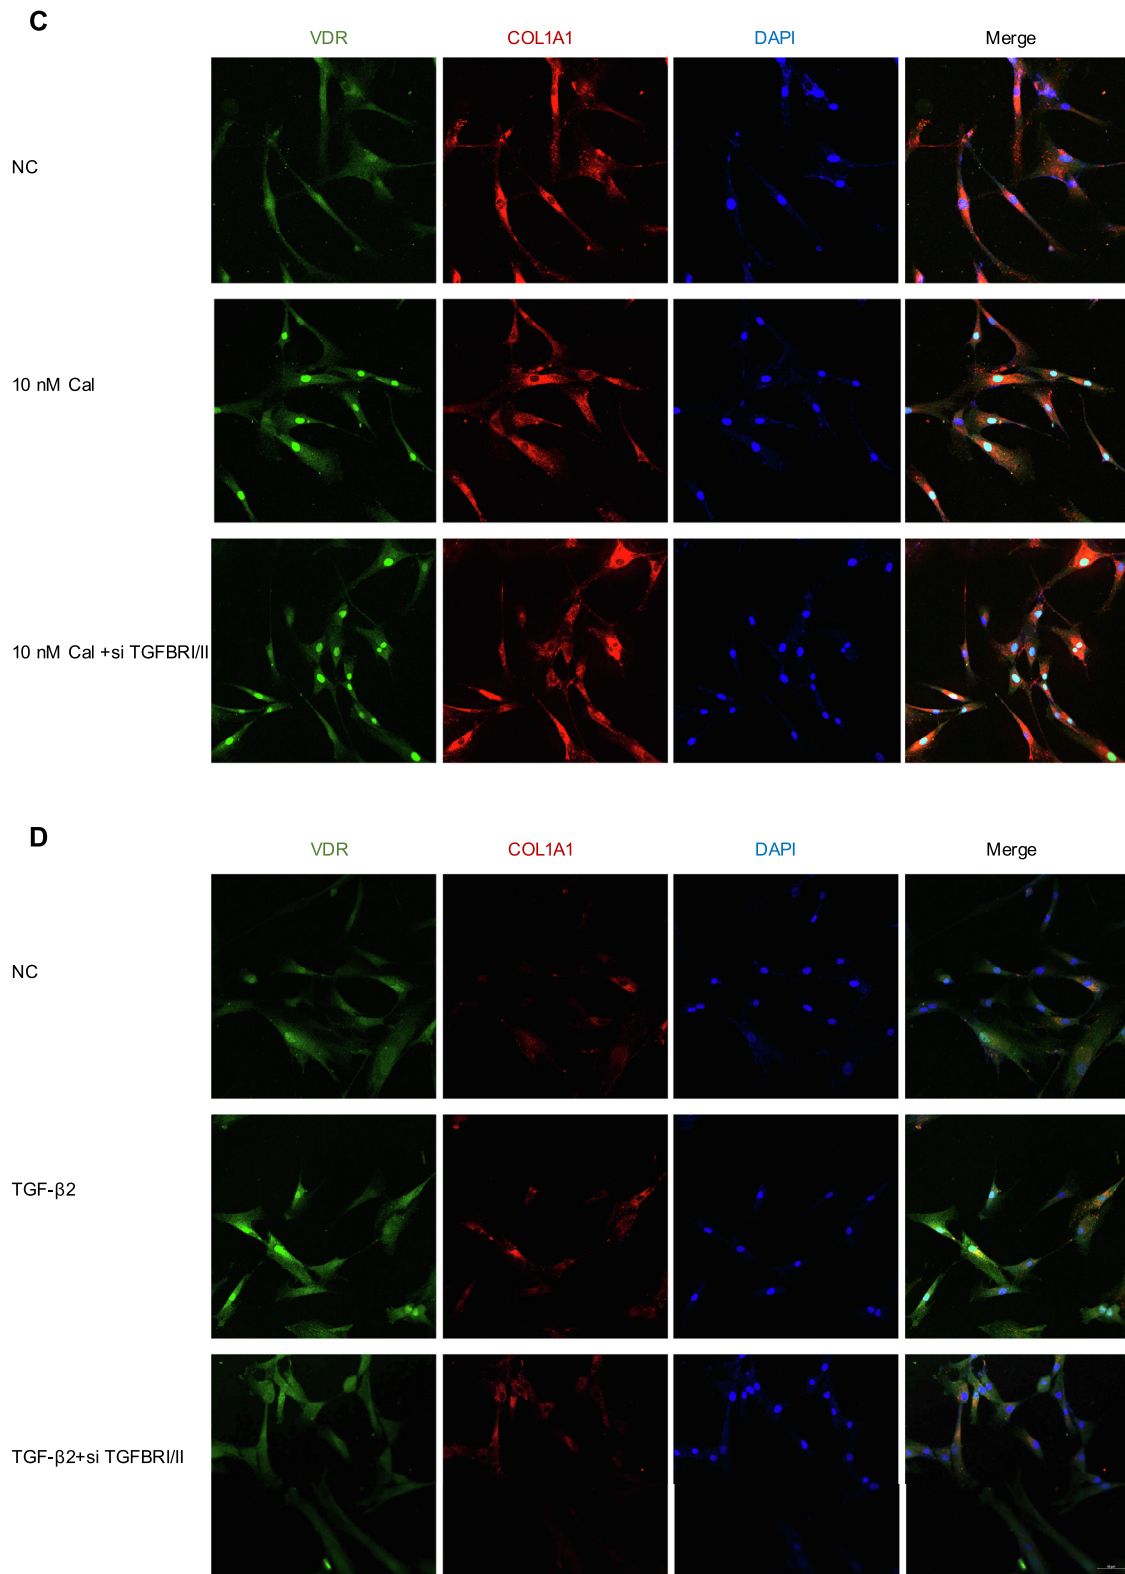 C
VDR COL1A1 DAPI Merge
NC
10 nM Cal
10 nM Cal +si TGFBRI/II
D
VDR COL1A1 DAPI Merge
NC
TGF-β2
TGF-β2+si TGFBRI/II